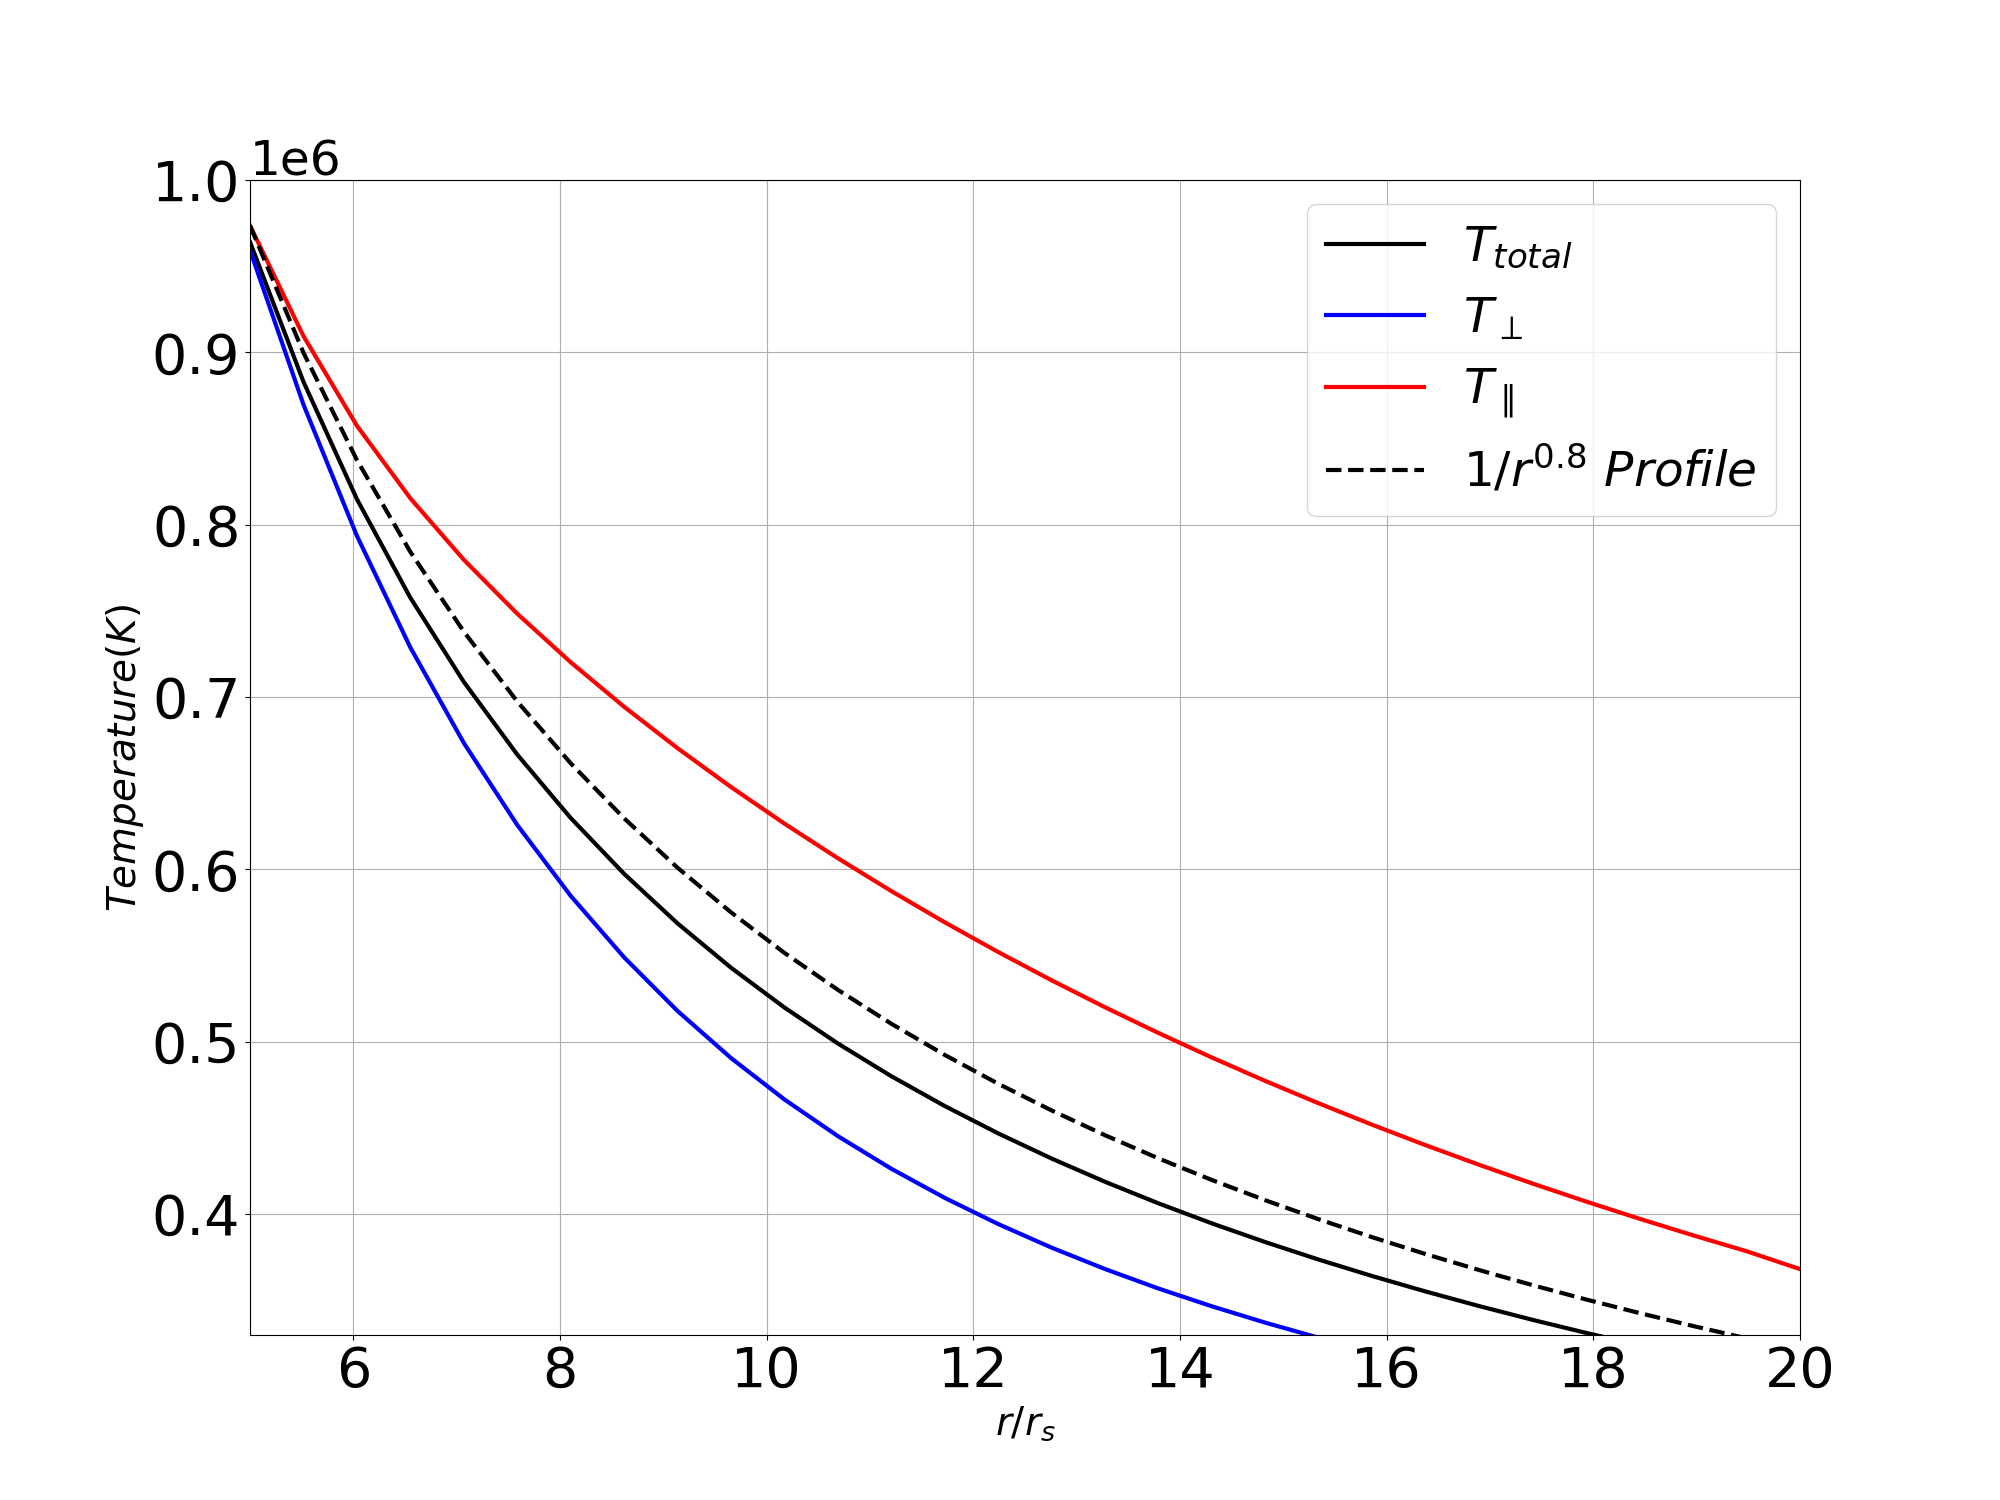 1e6
1.0
0.9
0.8
0.7
0.6
0.5
0.4
Temperature(K)
T_total
T_⊥
T_∥
1/r^0.8 Profile
6 8 10 12 14 16 18 20
r/r_s